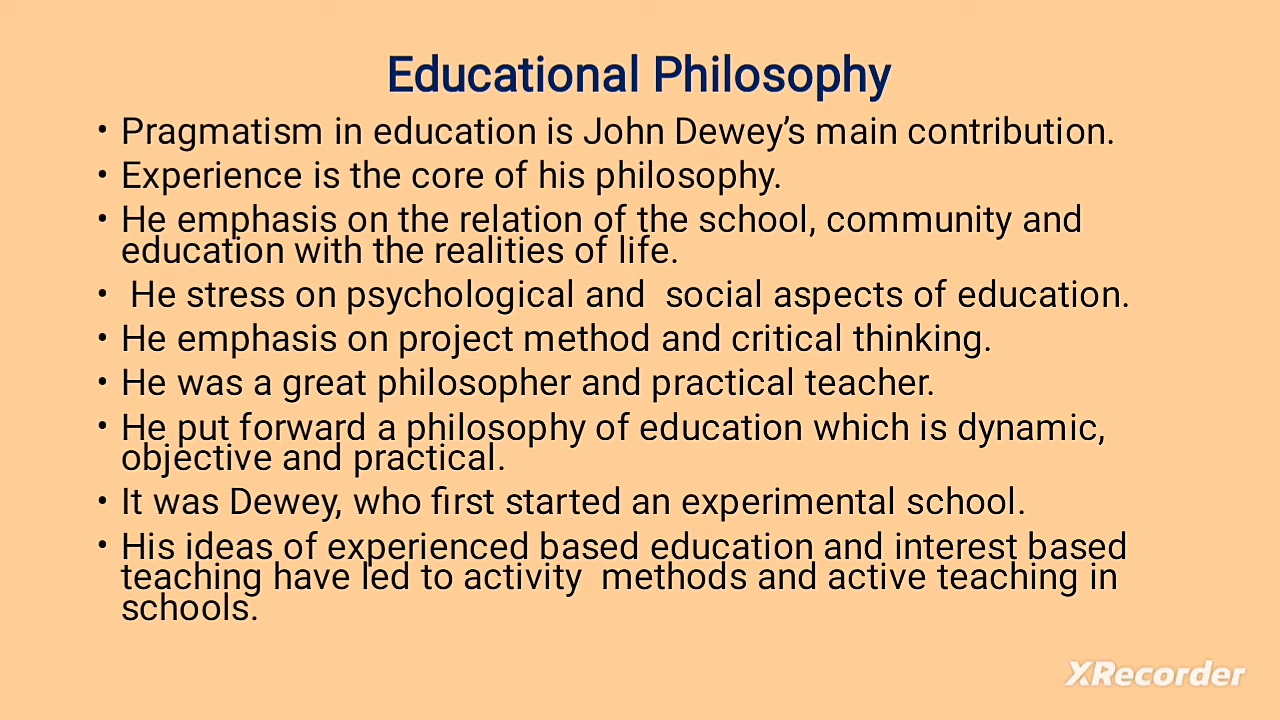 Educational Philosophy
• Pragmatism in education is John Dewey’s main contribution.
• Experience is the core of his philosophy.
• He emphasis on the relation of the school, community and
education with the realities of life.
• He stress on psychological and  social aspects of education.
• He emphasis on project method and critical thinking.
• He was a great philosopher and practical teacher.
• He put forward a philosophy of education which is dynamic,
objective and practical.
• It was Dewey, who first started an experimental school.
• His ideas of experienced based education and interest based
teaching have led to activity  methods and active teaching in
schools.
XRecorder